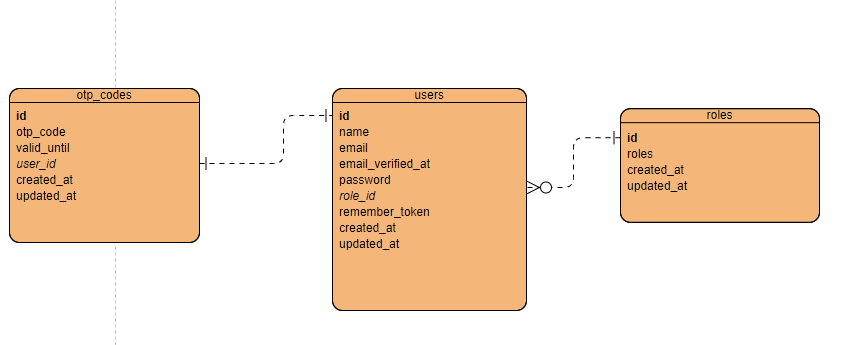 otp_codes
id
otp_code
valid_until
user_id
created_at
updated_at
users
id
name
email
email_verified_at
password
role_id
remember_token
created_at
updated_at
roles
id
roles
created_at
updated_at